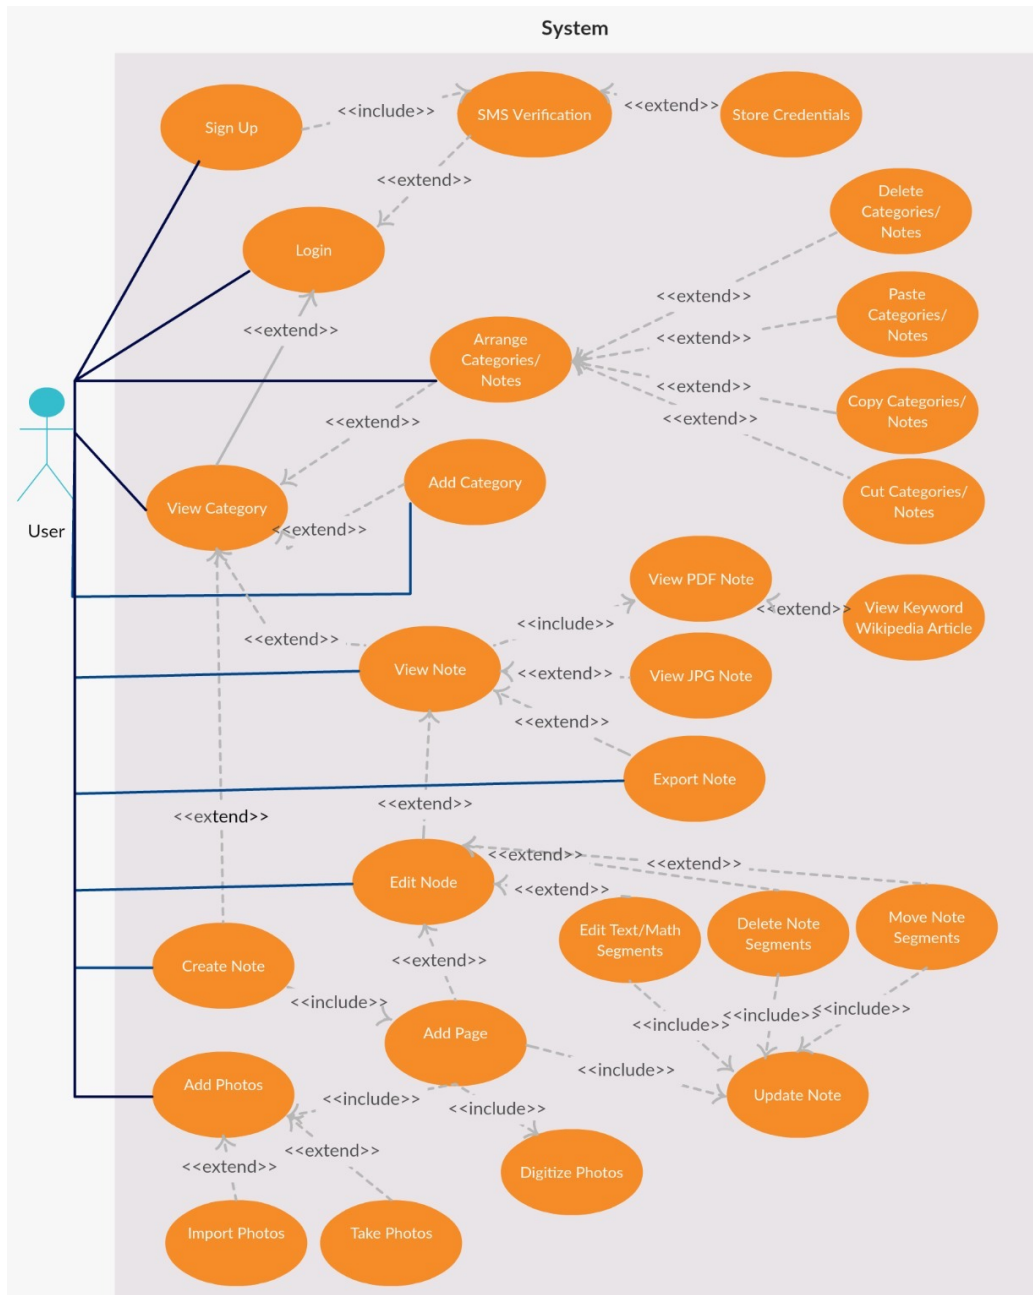 System
Sign Up
<<include>>
SMS Verification
<<extend>>
Store Credentials
<<extend>>
Login
Delete
Categories/
Notes
<<extend>>
<<extend>>
Paste
Categories/
Notes
<<extend>>
Arrange
Categories/
Notes
<<extend>>
<<extend>>
Copy Categories/
Notes
<<extend>>
User
View Category
<<extend>>
Add Category
Cut Categories/
Notes
View PDF Note
<<extend>>
View Keyword
Wikipedia Article
<<include>>
<<extend>>
View Note
<<extend>>
View JPG Note
<<extend>>
Export Note
<<extend>>
<<extend>>
Edit Node
<<extend>>
<<extend>>
<<extend>>
Edit Text/Math
Segments
Delete Note
Segments
Move Note
Segments
Create Note
<<extend>>
<<include>>
Add Page
<<include>>
<<include>>
<<include>>
<<include>>
Update Note
Add Photos
<<include>>
<<include>>
<<extend>>
<<extend>>
Digitize Photos
Import Photos
Take Photos